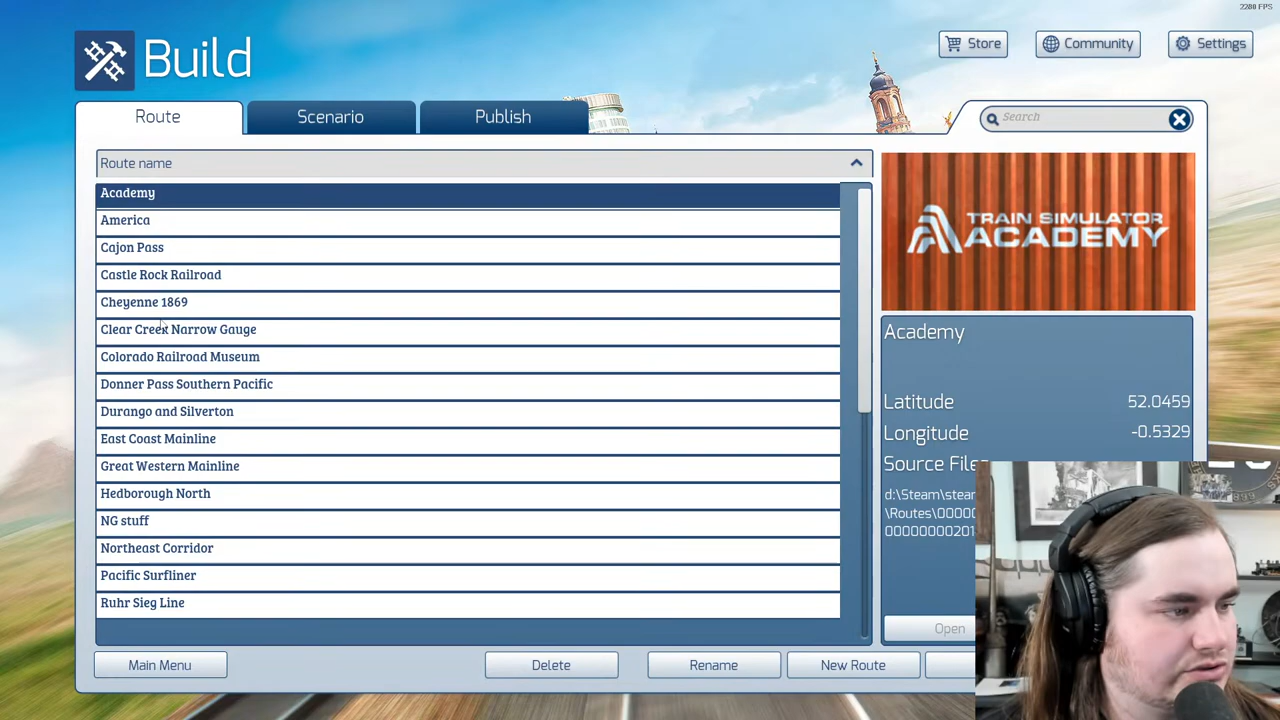 2280 FPS
Build
Store
Community
Settings
Route
Scenario
Publish
Search
Route name
Academy
America
Cajon Pass
Castle Rock Railroad
Cheyenne 1869
Clear Creek Narrow Gauge
Colorado Railroad Museum
Donner Pass Southern Pacific
Durango and Silverton
East Coast Mainline
Great Western Mainline
Hedborough North
NG stuff
Northeast Corridor
Pacific Surfliner
Ruhr Sieg Line
TRAIN SIMULATOR
ACADEMY
Academy
Latitude 52.0459
Longitude -0.5329
Source Files
d:\Steam\stea
\Routes\00000
00000000201
Open
Main Menu
Delete
Rename
New Route